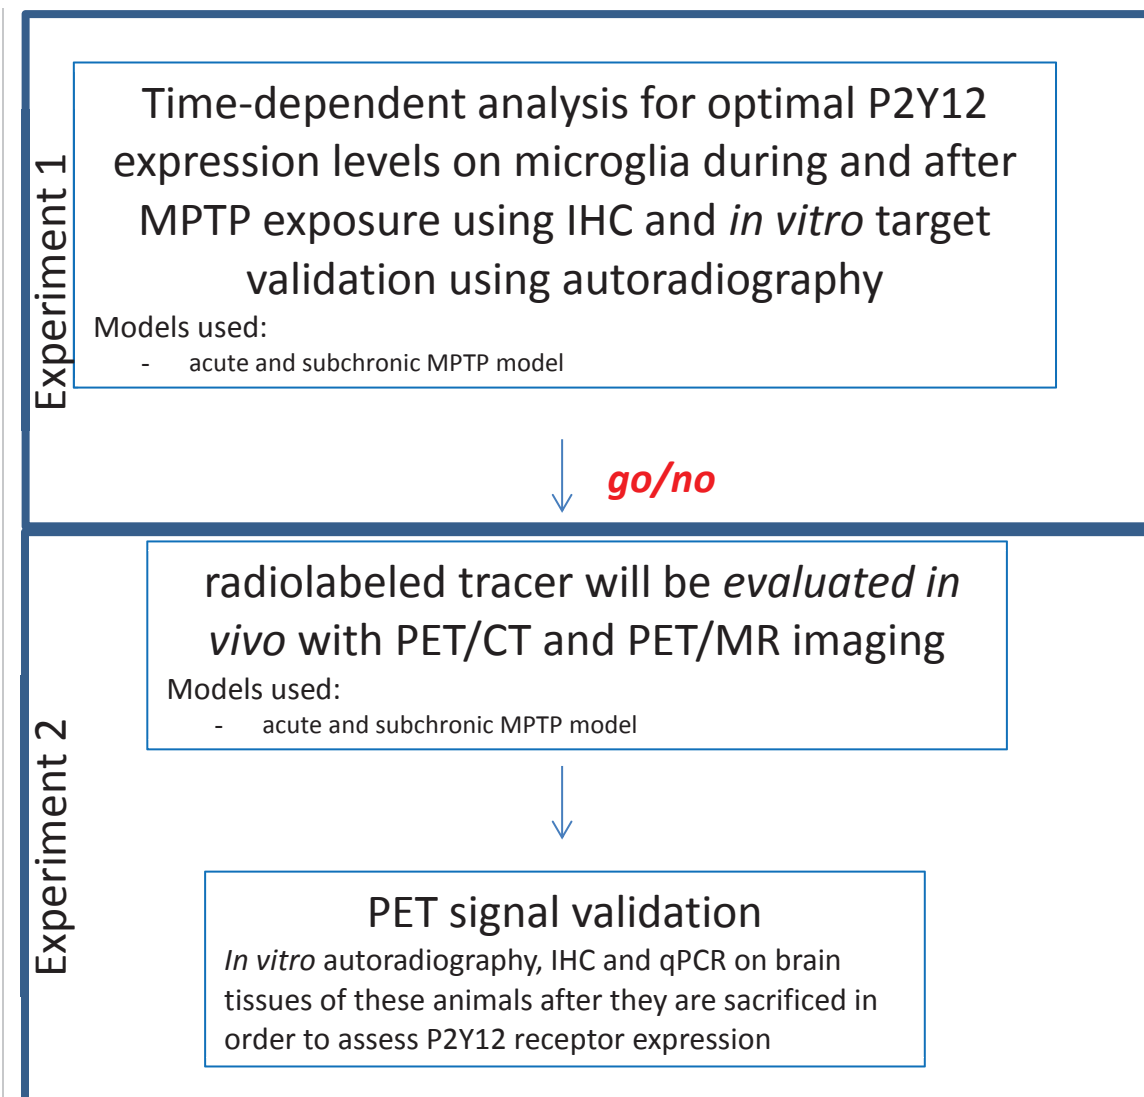 Experiment 1
Time-dependent analysis for optimal P2Y12
expression levels on microglia during and after
MPTP exposure using IHC and in vitro target
validation using autoradiography
Models used:
- acute and subchronic MPTP model
go/no
Experiment 2
radiolabeled tracer will be evaluated in
vivo with PET/CT and PET/MR imaging
Models used:
- acute and subchronic MPTP model
PET signal validation
In vitro autoradiography, IHC and qPCR on brain
tissues of these animals after they are sacrificed in
order to assess P2Y12 receptor expression